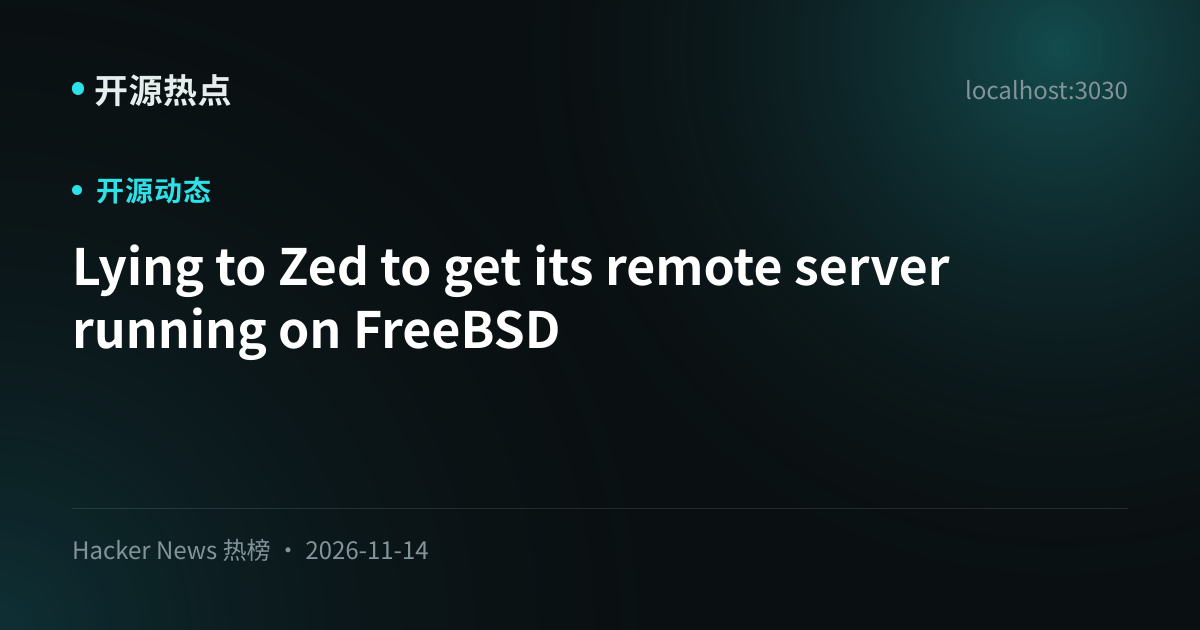 开源热点
localhost:3030
开源动态
Lying to Zed to get its remote server
running on FreeBSD
Hacker News 热榜 · 2026-11-14